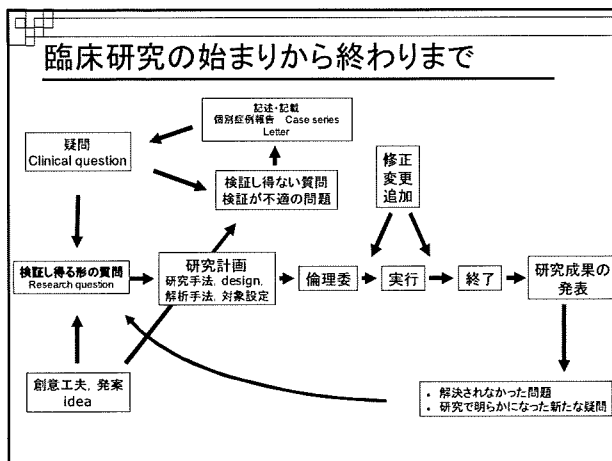 臨床研究の始まりから終わりまで
記述・記載
個別症例報告 Case series
Letter
疑問
Clinical question
検証し得ない質問
検証が不適の問題
修正
変更
追加
検証し得る形の質問
Research question
研究計画
研究手法, design,
解析手法, 対象設定
倫理委
実行
終了
研究成果の
発表
創意工夫, 発案
idea
• 解決されなかった問題
• 研究で明らかになった新たな疑問